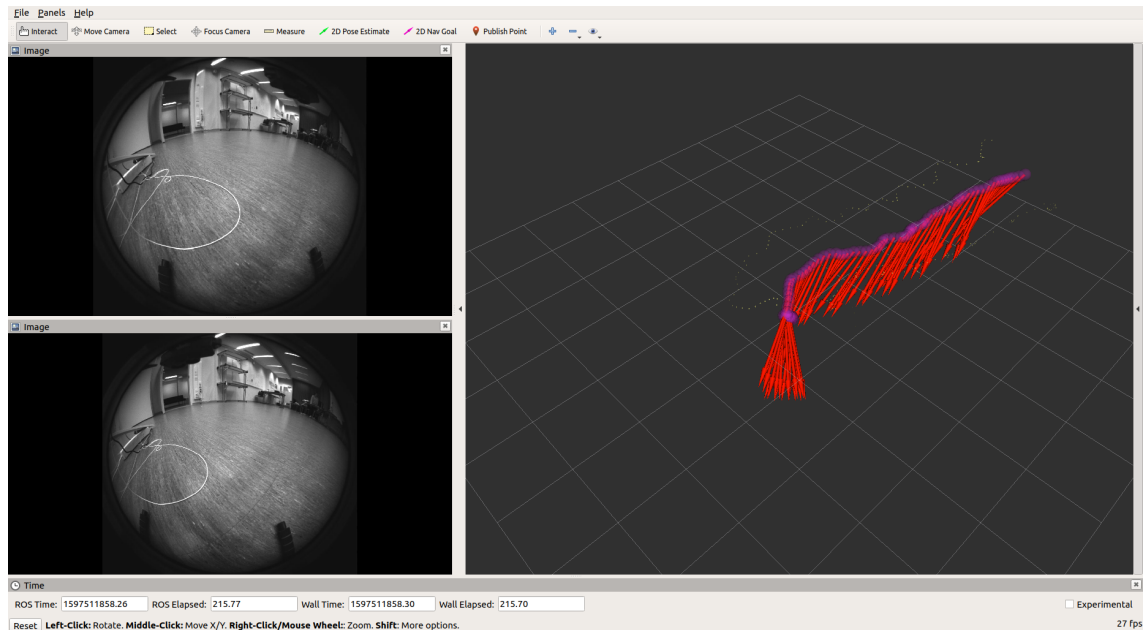 File Panels Help
Interact Move Camera Select Focus Camera Measure 2D Pose Estimate 2D Nav Goal Publish Point
Image
Image
Time
ROS Time: 1597511858.26 ROS Elapsed: 215.77 Wall Time: 1597511858.30 Wall Elapsed: 215.70 Experimental
Reset Left-Click: Rotate. Middle-Click: Move X/Y. Right-Click/Mouse Wheel:: Zoom. Shift: More options. 27 fps